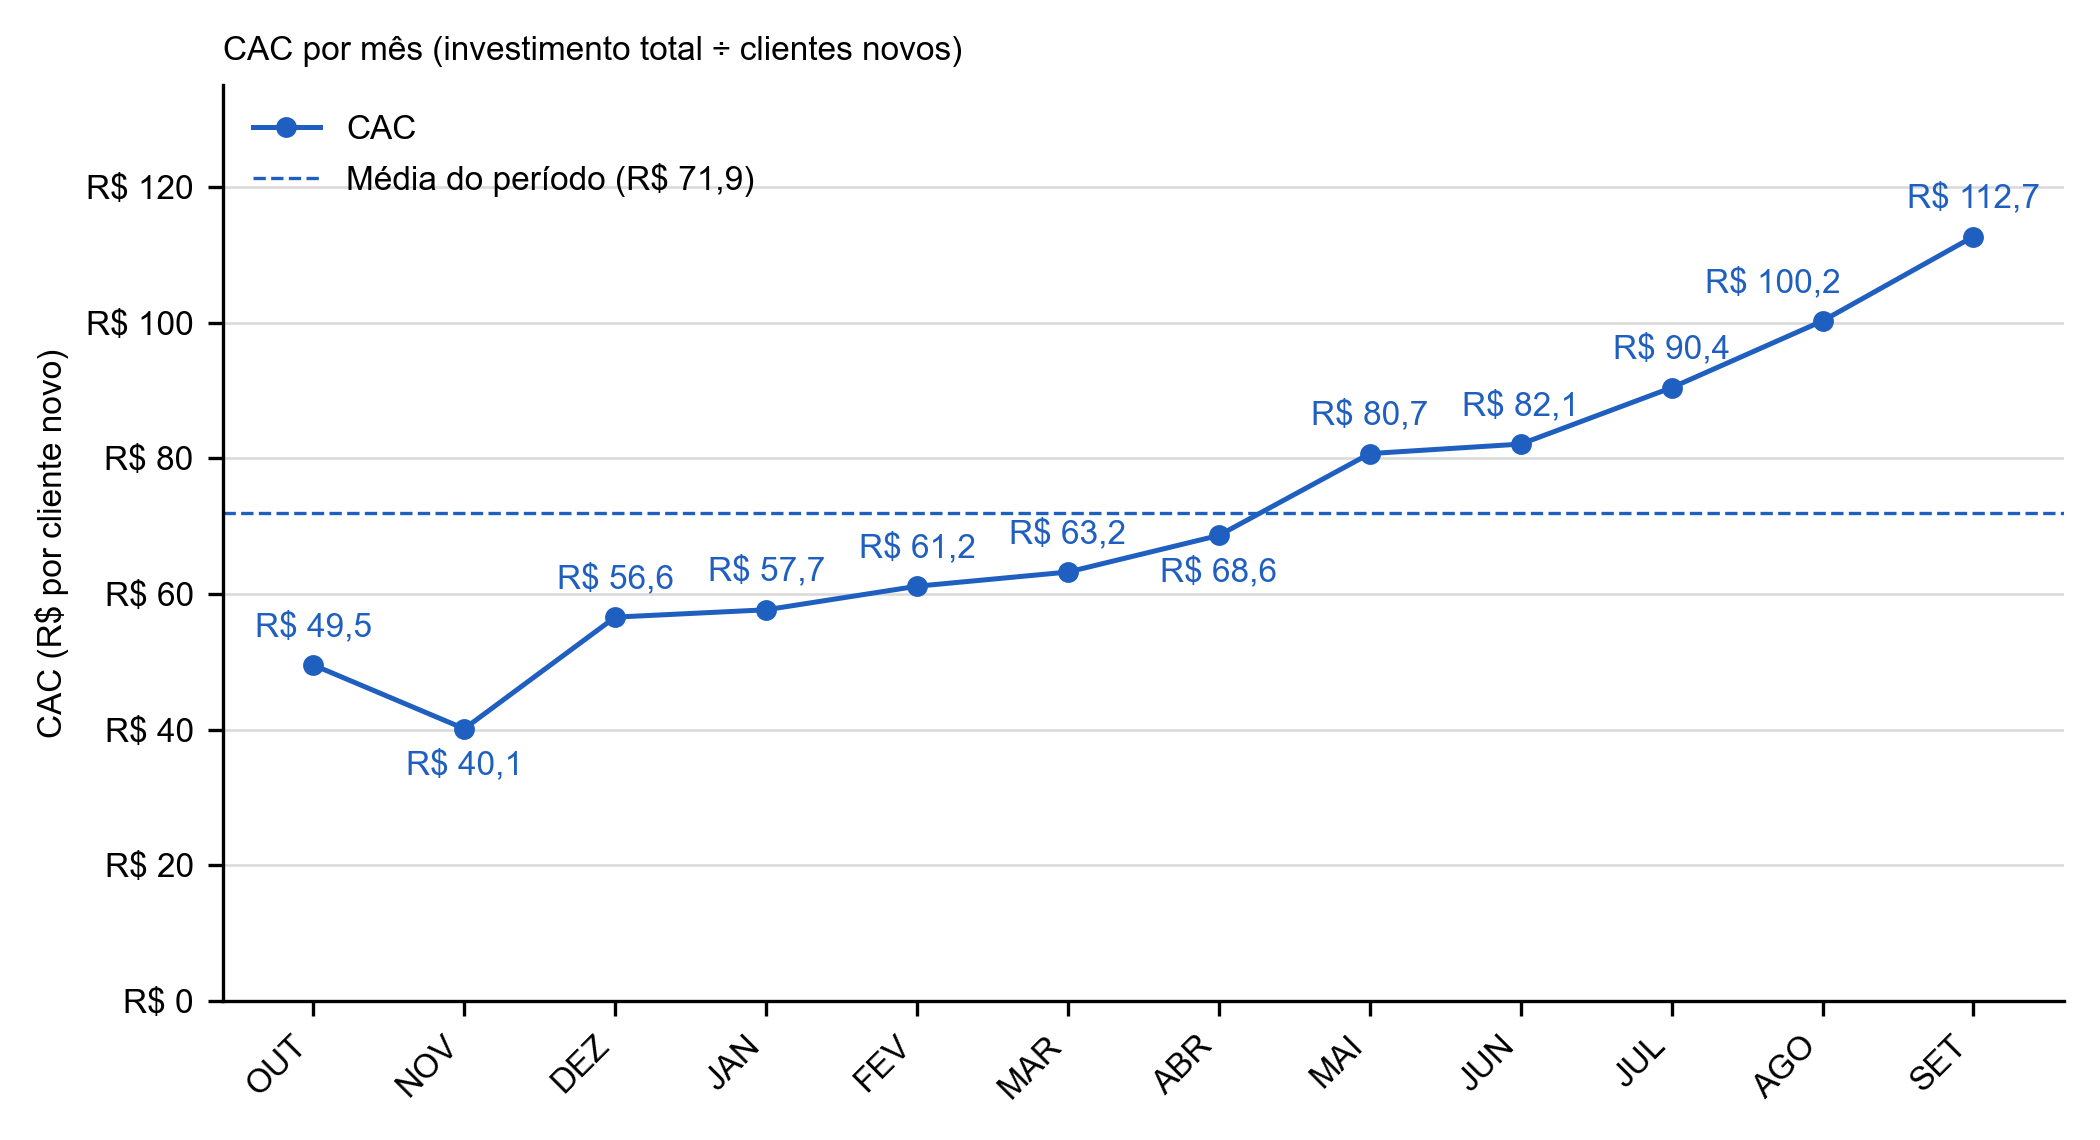 CAC por mês (investimento total ÷ clientes novos)
CAC
Média do período (R$ 71,9)
CAC (R$ por cliente novo)
R$ 120
R$ 100
R$ 80
R$ 60
R$ 40
R$ 20
R$ 0
R$ 49,5
R$ 40,1
R$ 56,6
R$ 57,7
R$ 61,2
R$ 63,2
R$ 68,6
R$ 80,7
R$ 82,1
R$ 90,4
R$ 100,2
R$ 112,7
OUT
NOV
DEZ
JAN
FEV
MAR
ABR
MAI
JUN
JUL
AGO
SET